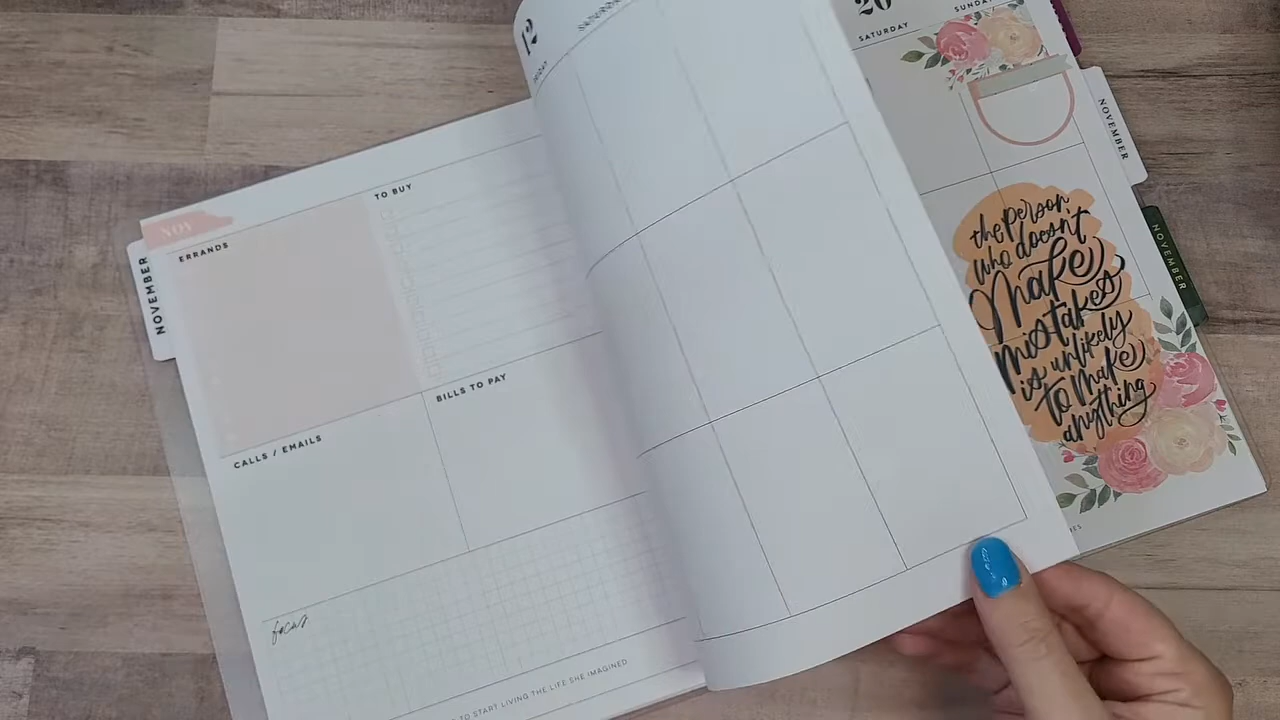 NOV
NOVEMBER
ERRANDS
TO BUY
CALLS / EMAILS
BILLS TO PAY
focus
TO START LIVING THE LIFE SHE IMAGINED
12
20
SATURDAY
SUNDAY
NOVEMBER
NOVEMBER
the person
who doesn't
make
mistakes
is unlikely
to make
anything